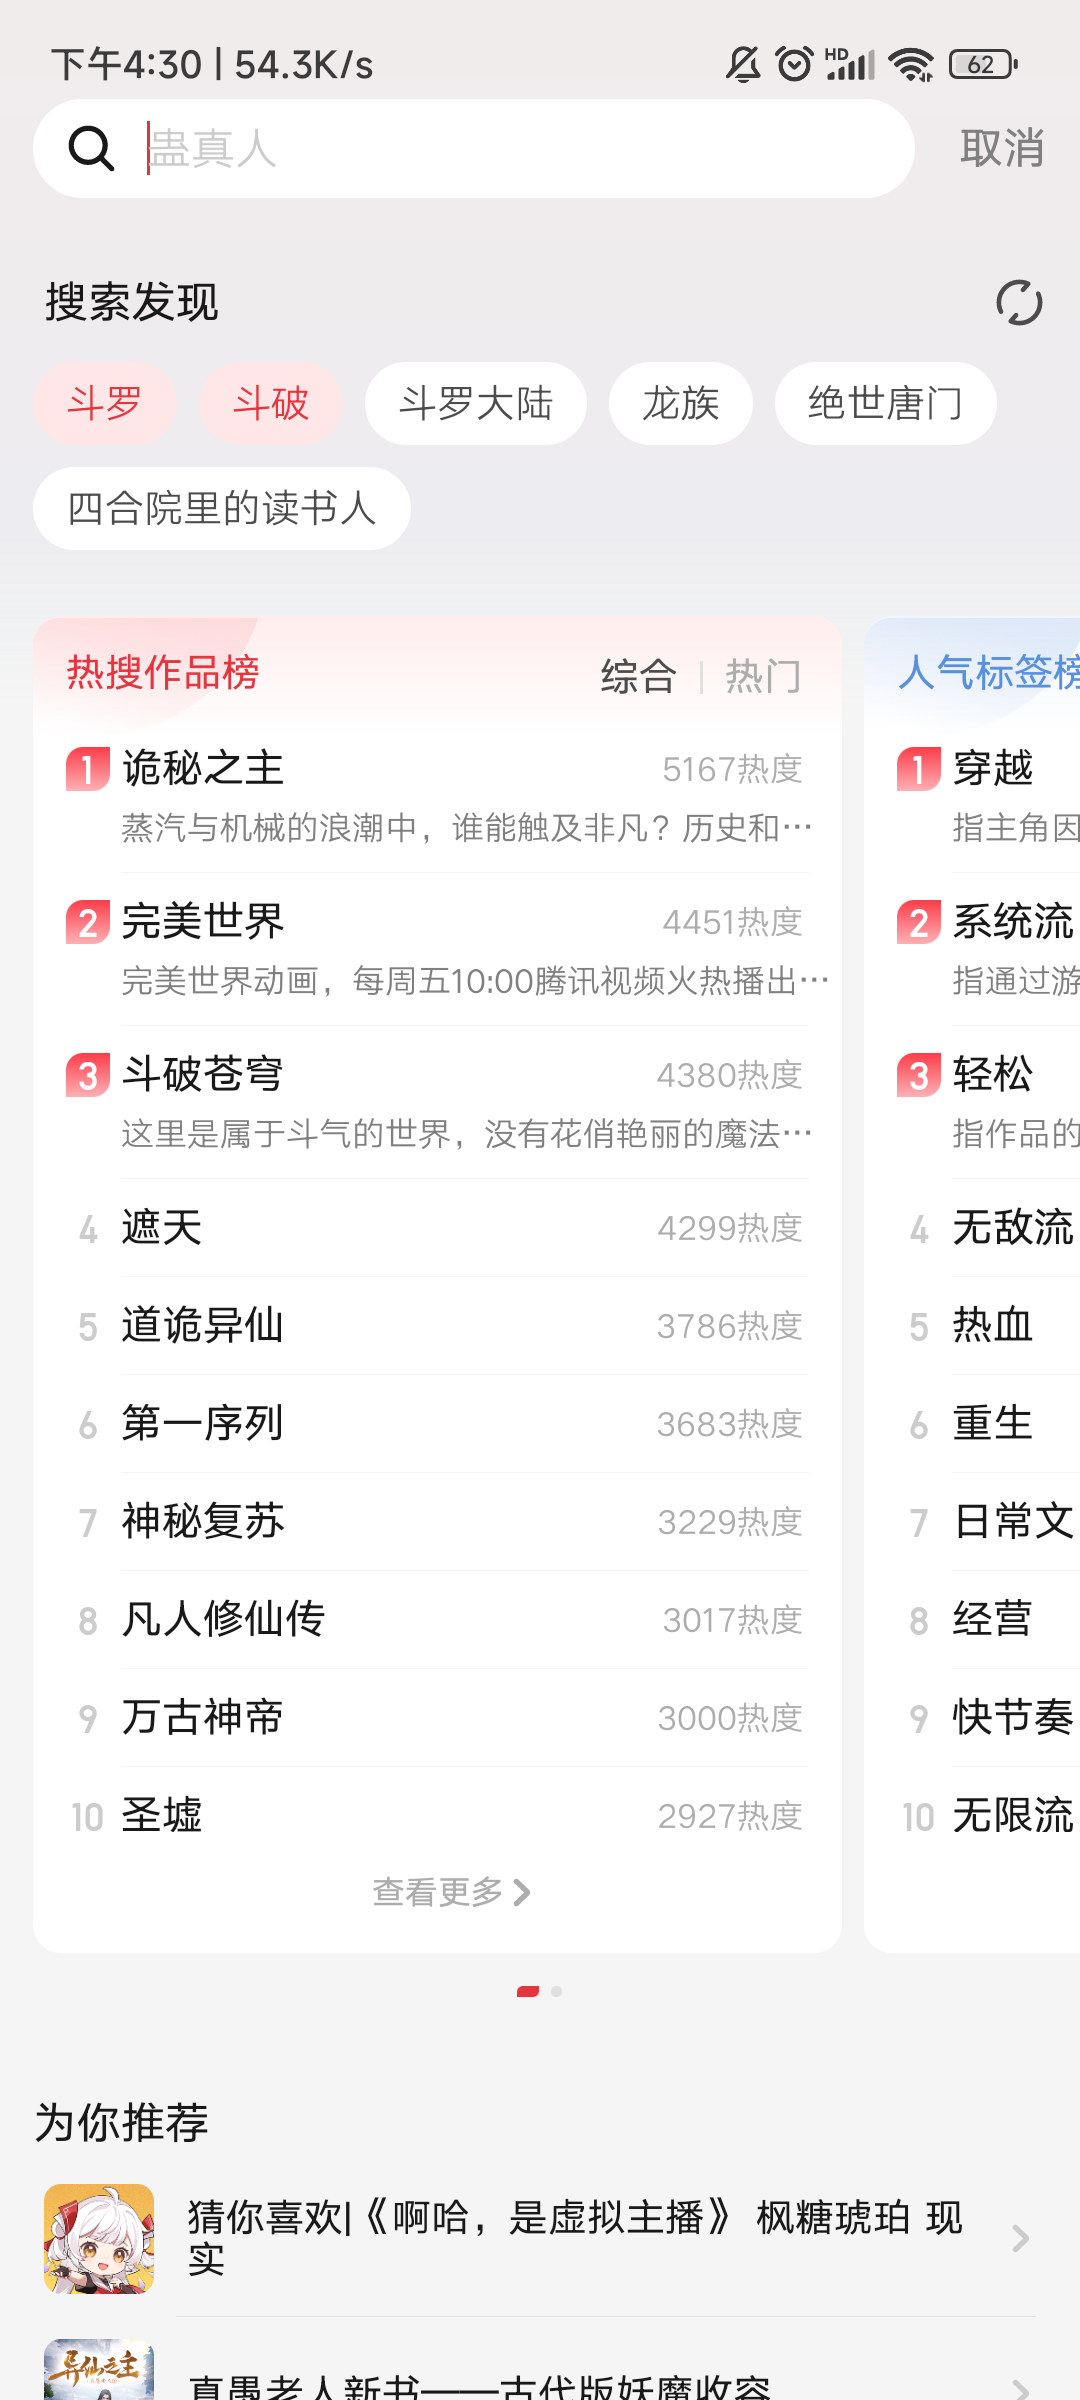 下午4:30 | 54.3K/s
HD
62
蛊真人
取消
搜索发现
斗罗
斗破
斗罗大陆
龙族
绝世唐门
四合院里的读书人
热搜作品榜
综合 | 热门
1 诡秘之主 5167热度
蒸汽与机械的浪潮中，谁能触及非凡？历史和…
2 完美世界 4451热度
完美世界动画，每周五10:00腾讯视频火热播出…
3 斗破苍穹 4380热度
这里是属于斗气的世界，没有花俏艳丽的魔法…
4 遮天 4299热度
5 道诡异仙 3786热度
6 第一序列 3683热度
7 神秘复苏 3229热度
8 凡人修仙传 3017热度
9 万古神帝 3000热度
10 圣墟 2927热度
查看更多
人气标签榜
1 穿越
指主角因
2 系统流
指通过游
3 轻松
指作品的
4 无敌流
5 热血
6 重生
7 日常文
8 经营
9 快节奏
10 无限流
为你推荐
猜你喜欢|《啊哈，是虚拟主播》 枫糖琥珀 现
实
异仙之主
真愚老人新书——古代版妖魔收容